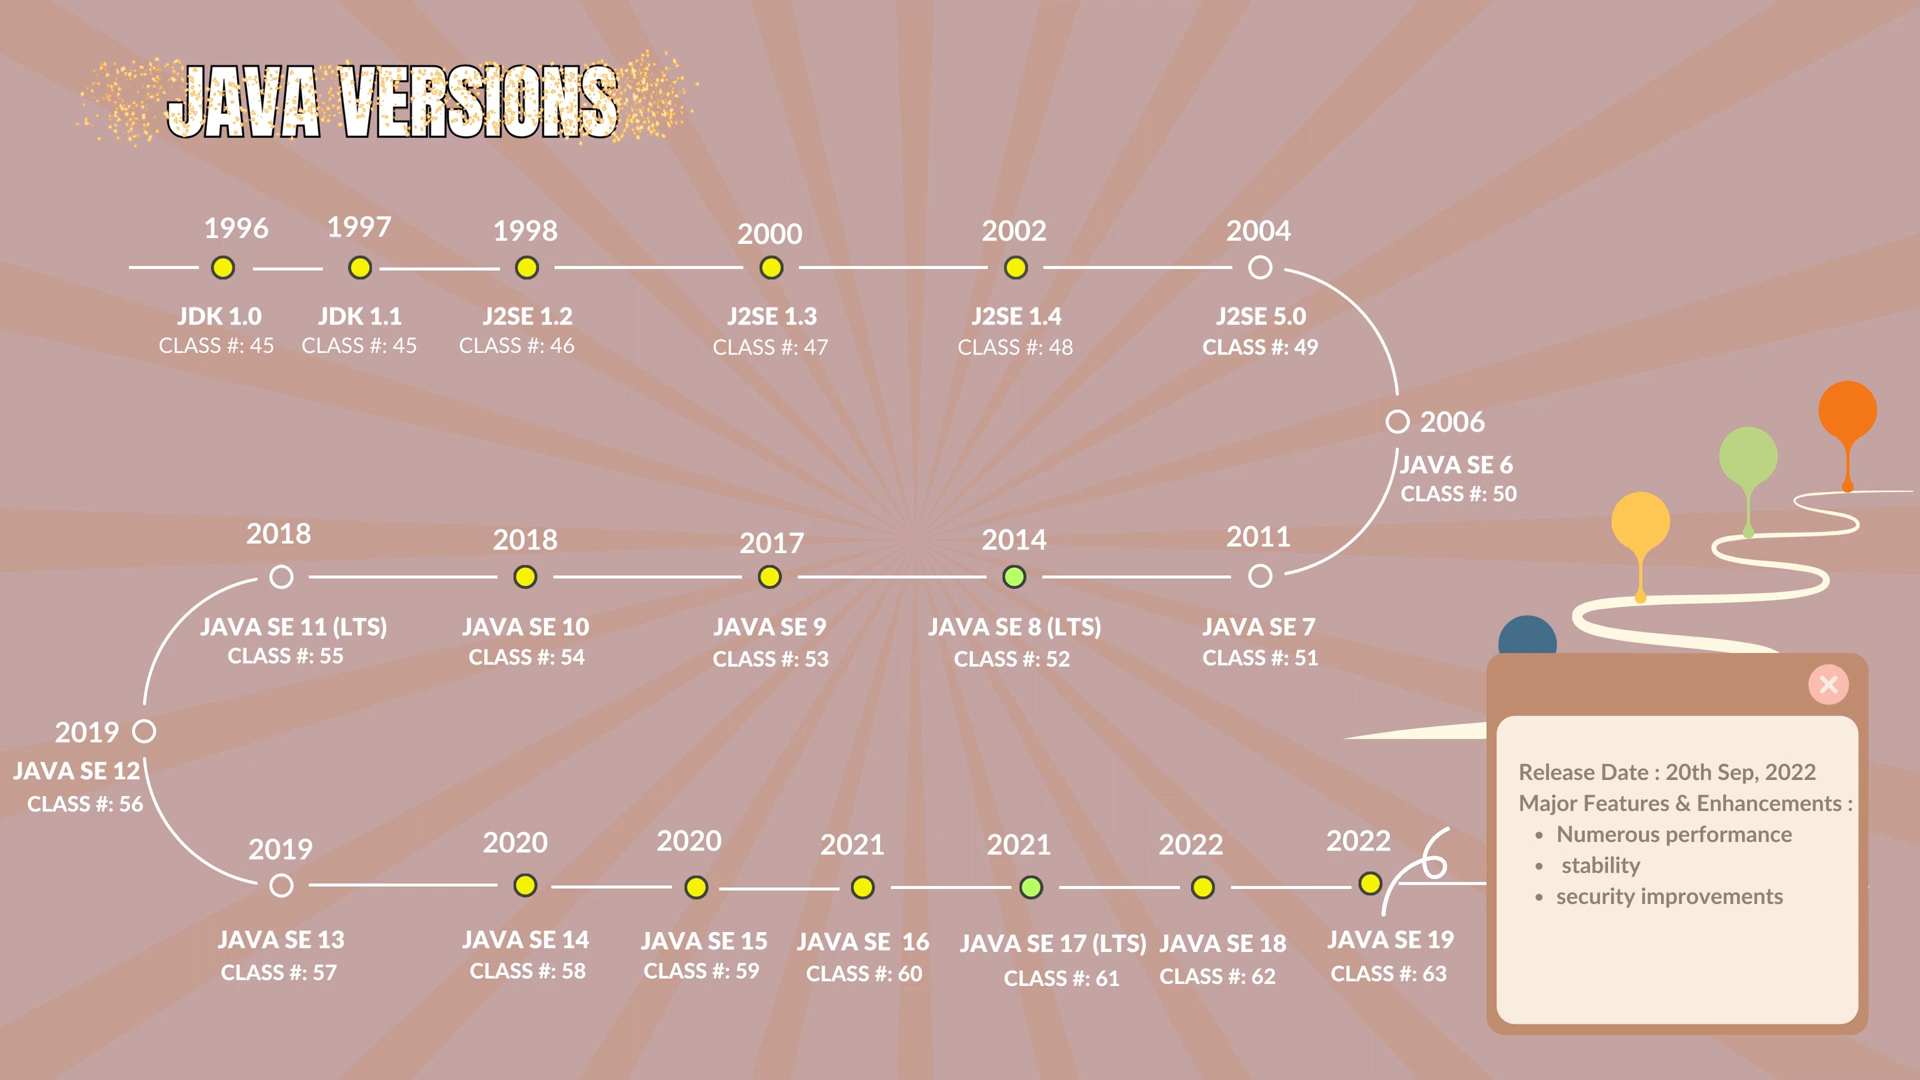 JAVA VERSIONS
1996
JDK 1.0
CLASS #: 45
1997
JDK 1.1
CLASS #: 45
1998
J2SE 1.2
CLASS #: 46
2000
J2SE 1.3
CLASS #: 47
2002
J2SE 1.4
CLASS #: 48
2004
J2SE 5.0
CLASS #: 49
2006
JAVA SE 6
CLASS #: 50
2011
JAVA SE 7
CLASS #: 51
2014
JAVA SE 8 (LTS)
CLASS #: 52
2017
JAVA SE 9
CLASS #: 53
2018
JAVA SE 10
CLASS #: 54
2018
JAVA SE 11 (LTS)
CLASS #: 55
2019
JAVA SE 12
CLASS #: 56
2019
JAVA SE 13
CLASS #: 57
2020
JAVA SE 14
CLASS #: 58
2020
JAVA SE 15
CLASS #: 59
2021
JAVA SE 16
CLASS #: 60
2021
JAVA SE 17 (LTS)
CLASS #: 61
2022
JAVA SE 18
CLASS #: 62
2022
JAVA SE 19
CLASS #: 63
Release Date : 20th Sep, 2022
Major Features & Enhancements :
• Numerous performance
• stability
• security improvements